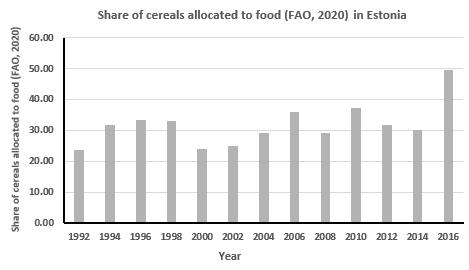 Share of cereals allocated to food (FAO, 2020) in Estonia
Share of cereals allocated to food (FAO, 2020)
60.00
50.00
40.00
30.00
20.00
10.00
0.00
1992 1994 1996 1998 2000 2002 2004 2006 2008 2010 2012 2014 2016
Year